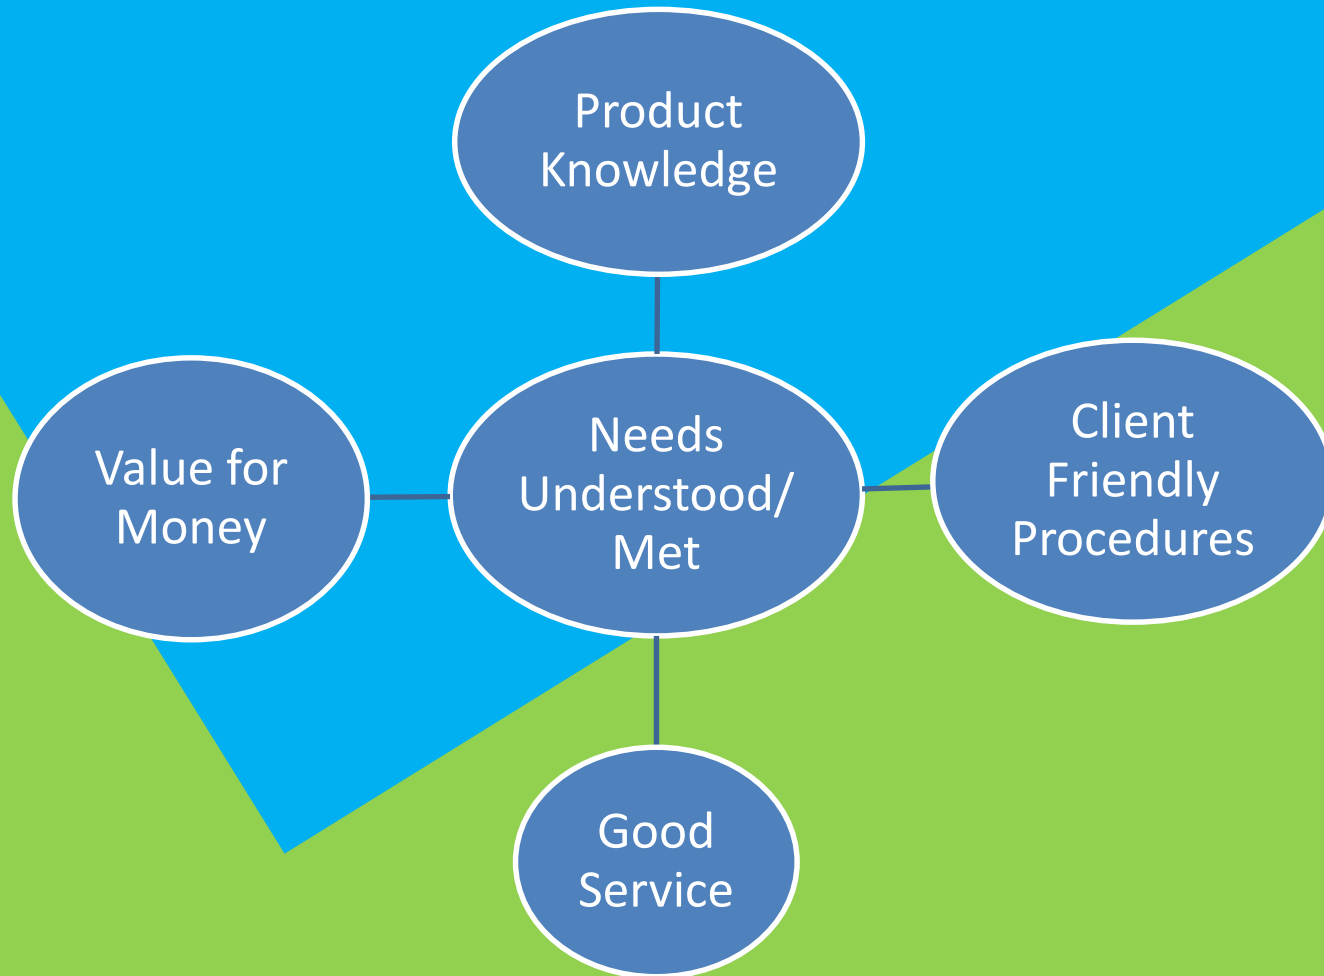 Product
Knowledge
Value for
Money
Needs
Understood/
Met
Client
Friendly
Procedures
Good
Service